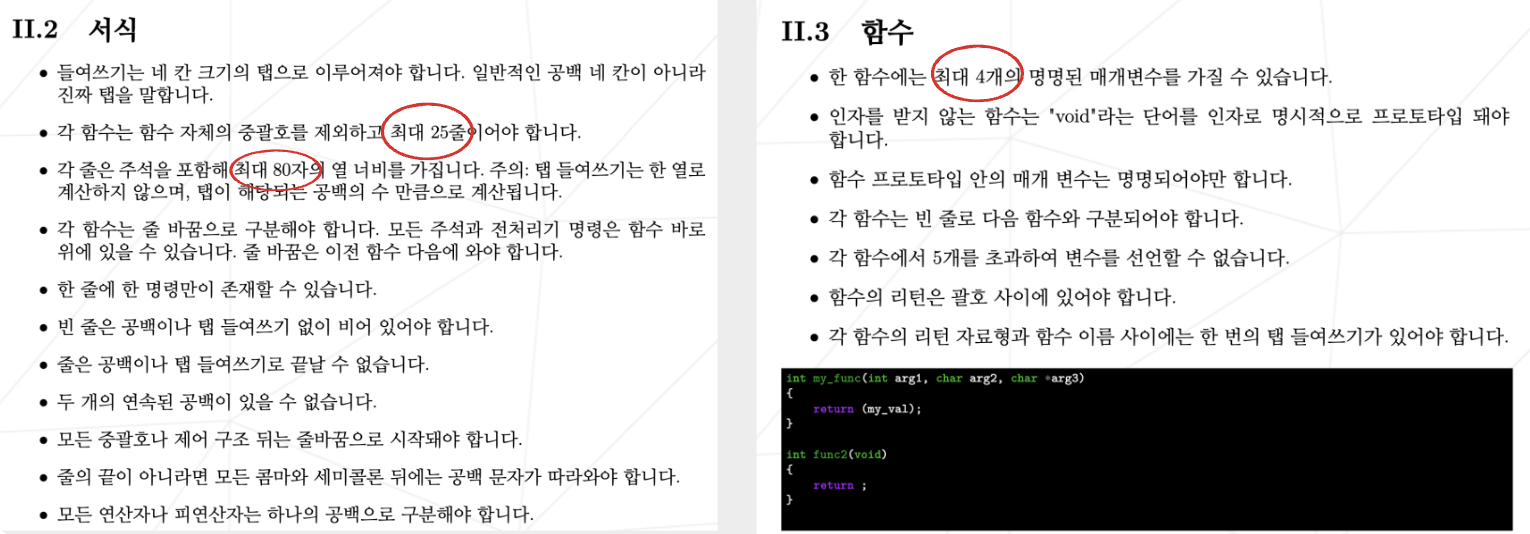 II.2 서식
• 들여쓰기는 네 칸 크기의 탭으로 이루어져야 합니다. 일반적인 공백 네 칸이 아니라
진짜 탭을 말합니다.
• 각 함수는 함수 자체의 중괄호를 제외하고 최대 25줄이어야 합니다.
• 각 줄은 주석을 포함해 최대 80자의 열 너비를 가집니다. 주의: 탭 들여쓰기는 한 열로
계산하지 않으며, 탭이 해당되는 공백의 수 만큼으로 계산됩니다.
• 각 함수는 줄 바꿈으로 구분해야 합니다. 모든 주석과 전처리기 명령은 함수 바로
위에 있을 수 있습니다. 줄 바꿈은 이전 함수 다음에 와야 합니다.
• 한 줄에 한 명령만이 존재할 수 있습니다.
• 빈 줄은 공백이나 탭 들여쓰기 없이 비어 있어야 합니다.
• 줄은 공백이나 탭 들여쓰기로 끝날 수 없습니다.
• 두 개의 연속된 공백이 있을 수 없습니다.
• 모든 중괄호나 제어 구조 뒤는 줄바꿈으로 시작돼야 합니다.
• 줄의 끝이 아니라면 모든 콤마와 세미콜론 뒤에는 공백 문자가 따라와야 합니다.
• 모든 연산자나 피연산자는 하나의 공백으로 구분해야 합니다.
II.3 함수
• 한 함수에는 최대 4개의 명명된 매개변수를 가질 수 있습니다.
• 인자를 받지 않는 함수는 "void"라는 단어를 인자로 명시적으로 프로토타입 돼야
합니다.
• 함수 프로토타입 안의 매개 변수는 명명되어야만 합니다.
• 각 함수는 빈 줄로 다음 함수와 구분되어야 합니다.
• 각 함수에서 5개를 초과하여 변수를 선언할 수 없습니다.
• 함수의 리턴은 괄호 사이에 있어야 합니다.
• 각 함수의 리턴 자료형과 함수 이름 사이에는 한 번의 탭 들여쓰기가 있어야 합니다.
int my_func(int arg1, char arg2, char *arg3)
{
return (my_val);
}
int func2(void)
{
return ;
}